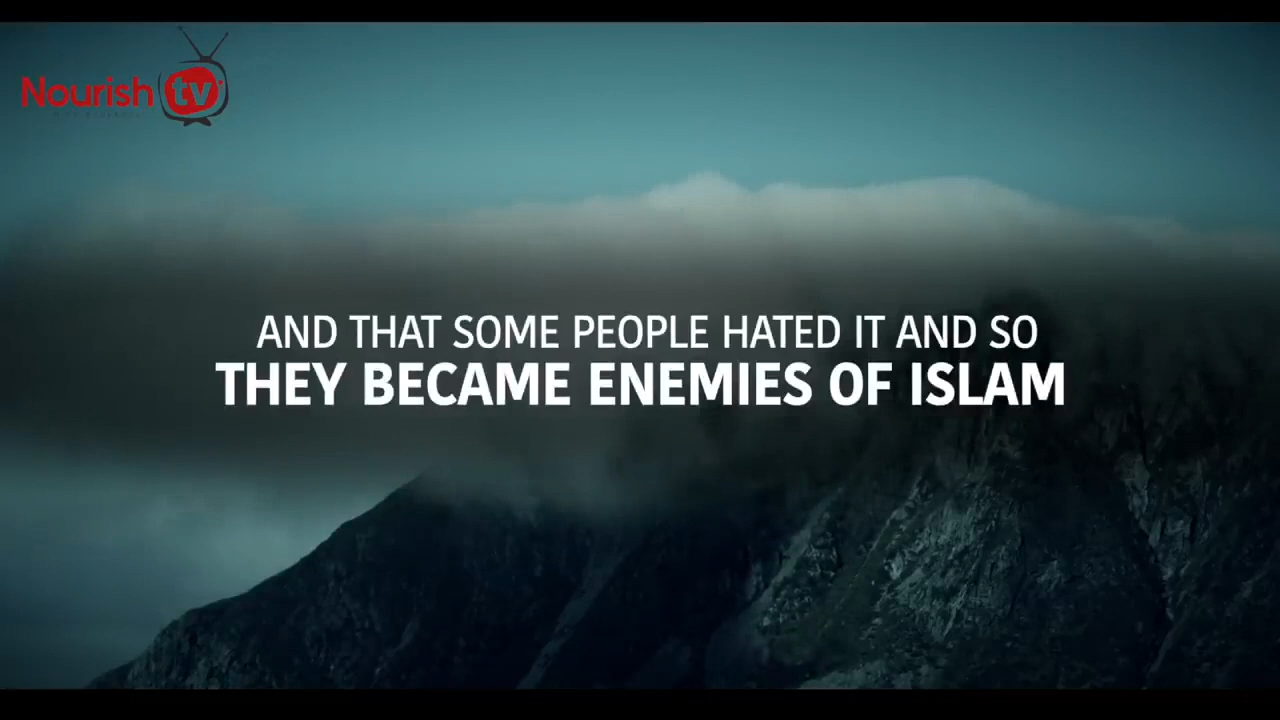 Nourish tv
AND THAT SOME PEOPLE HATED IT AND SO
THEY BECAME ENEMIES OF ISLAM